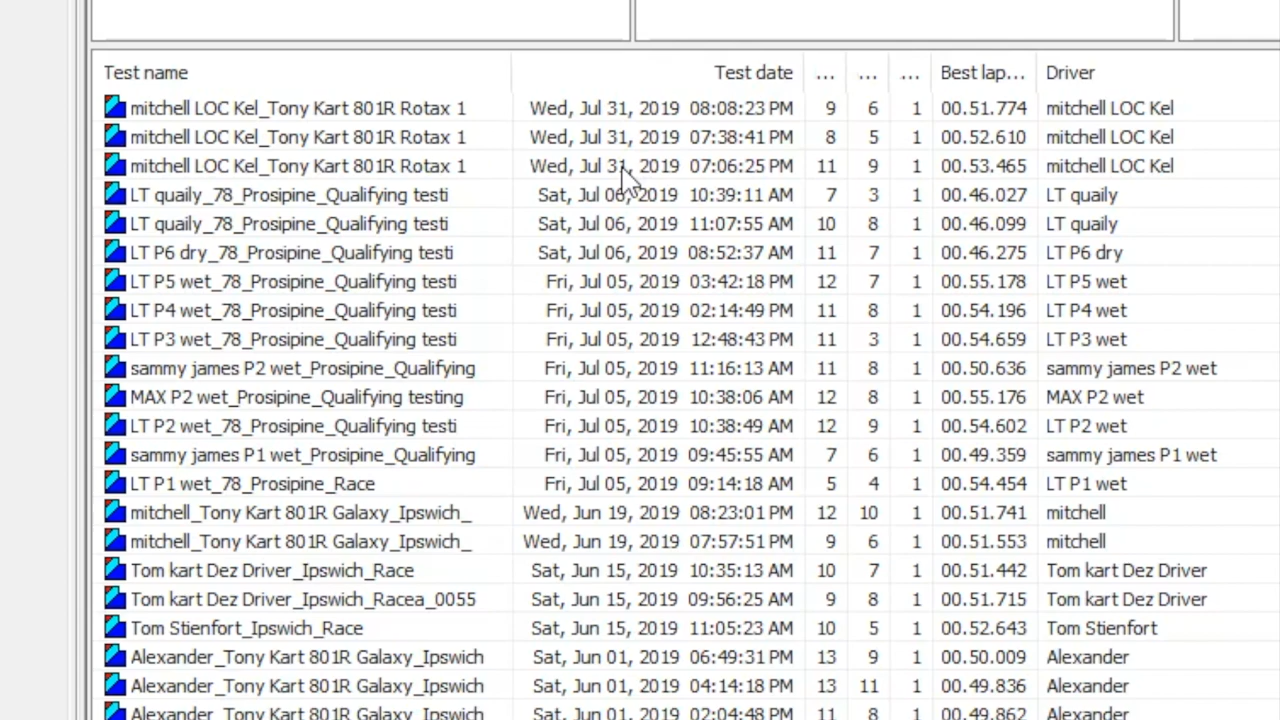 Test name Test date ... ... ... Best lap... Driver
mitchell LOC Kel_Tony Kart 801R Rotax 1 Wed, Jul 31, 2019 08:08:23 PM 9 6 1 00.51.774 mitchell LOC Kel
mitchell LOC Kel_Tony Kart 801R Rotax 1 Wed, Jul 31, 2019 07:38:41 PM 8 5 1 00.52.610 mitchell LOC Kel
mitchell LOC Kel_Tony Kart 801R Rotax 1 Wed, Jul 31, 2019 07:06:25 PM 11 9 1 00.53.465 mitchell LOC Kel
LT quaily_78_Prosipine_Qualifying testi Sat, Jul 06, 2019 10:39:11 AM 7 3 1 00.46.027 LT quaily
LT quaily_78_Prosipine_Qualifying testi Sat, Jul 06, 2019 11:07:55 AM 10 8 1 00.46.099 LT quaily
LT P6 dry_78_Prosipine_Qualifying testi Sat, Jul 06, 2019 08:52:37 AM 11 7 1 00.46.275 LT P6 dry
LT P5 wet_78_Prosipine_Qualifying testi Fri, Jul 05, 2019 03:42:18 PM 12 7 1 00.55.178 LT P5 wet
LT P4 wet_78_Prosipine_Qualifying testi Fri, Jul 05, 2019 02:14:49 PM 11 8 1 00.54.196 LT P4 wet
LT P3 wet_78_Prosipine_Qualifying testi Fri, Jul 05, 2019 12:48:43 PM 11 3 1 00.54.659 LT P3 wet
sammy james P2 wet_Prosipine_Qualifying Fri, Jul 05, 2019 11:16:13 AM 11 8 1 00.50.636 sammy james P2 wet
MAX P2 wet_Prosipine_Qualifying testing Fri, Jul 05, 2019 10:38:06 AM 12 8 1 00.55.176 MAX P2 wet
LT P2 wet_78_Prosipine_Qualifying testi Fri, Jul 05, 2019 10:38:49 AM 12 9 1 00.54.602 LT P2 wet
sammy james P1 wet_Prosipine_Qualifying Fri, Jul 05, 2019 09:45:55 AM 7 6 1 00.49.359 sammy james P1 wet
LT P1 wet_78_Prosipine_Race Fri, Jul 05, 2019 09:14:18 AM 5 4 1 00.54.454 LT P1 wet
mitchell_Tony Kart 801R Galaxy_Ipswich_ Wed, Jun 19, 2019 08:23:01 PM 12 10 1 00.51.741 mitchell
mitchell_Tony Kart 801R Galaxy_Ipswich_ Wed, Jun 19, 2019 07:57:51 PM 9 6 1 00.51.553 mitchell
Tom kart Dez Driver_Ipswich_Race Sat, Jun 15, 2019 10:35:13 AM 10 7 1 00.51.442 Tom kart Dez Driver
Tom kart Dez Driver_Ipswich_Racea_0055 Sat, Jun 15, 2019 09:56:25 AM 9 8 1 00.51.715 Tom kart Dez Driver
Tom Stienfort_Ipswich_Race Sat, Jun 15, 2019 11:05:23 AM 10 5 1 00.52.643 Tom Stienfort
Alexander_Tony Kart 801R Galaxy_Ipswich Sat, Jun 01, 2019 06:49:31 PM 13 9 1 00.50.009 Alexander
Alexander_Tony Kart 801R Galaxy_Ipswich Sat, Jun 01, 2019 04:14:18 PM 13 11 1 00.49.836 Alexander
Alexander_Tony Kart 801R Galaxy_Ipswich Sat, Jun 01, 2019 02:04:48 PM 11 8 1 00.49.862 Alexander